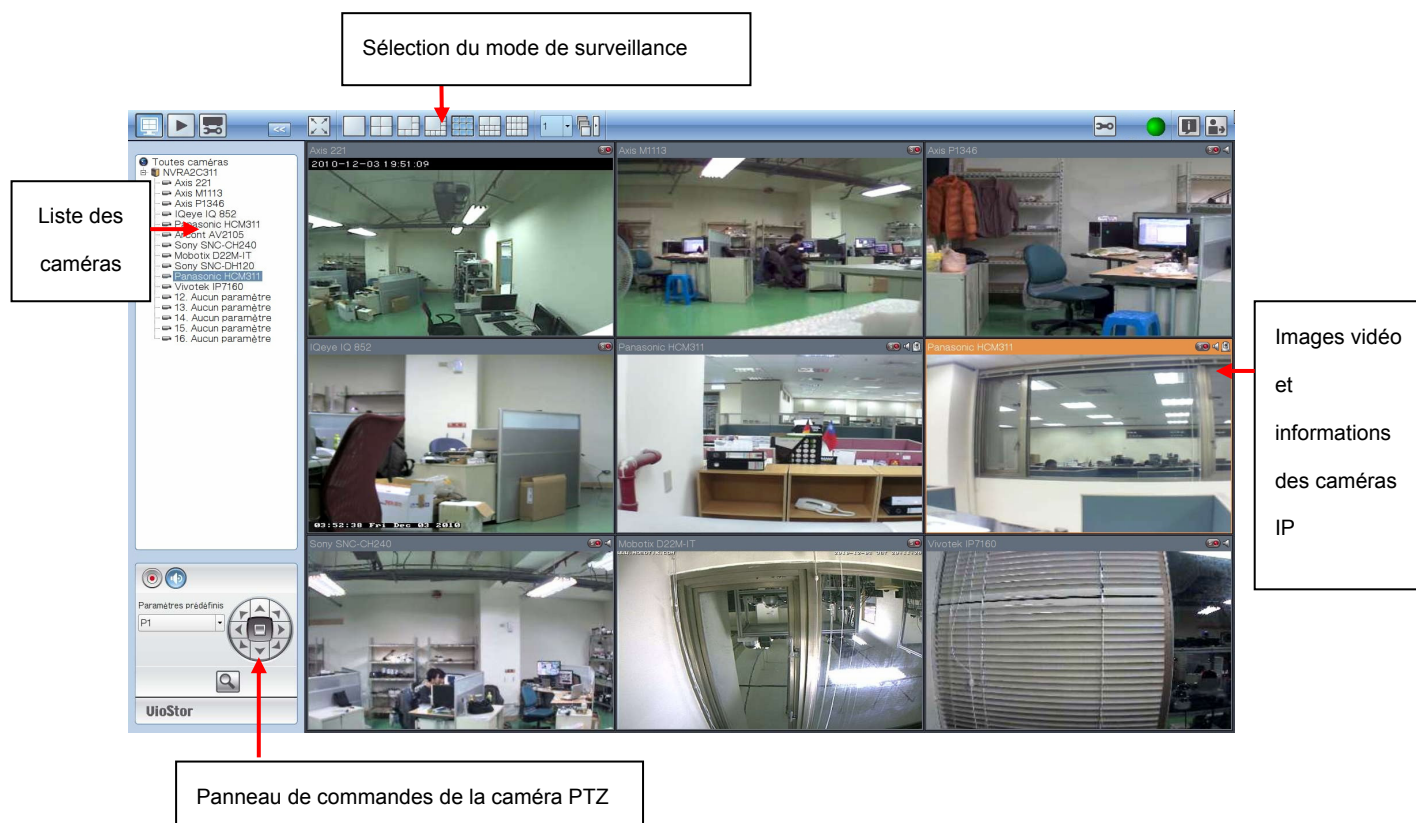 Sélection du mode de surveillance
1
Toutes caméras
NVRA2C311
Axis 221
Axis M1113
Axis P1346
IQeye IQ 852
Panasonic HCM311
Arecont AV2105
Sony SNC-CH240
Mobotix D22M-IT
Sony SNC-DH120
Panasonic HCM311
Vivotek IP7160
12. Aucun paramètre
13. Aucun paramètre
14. Aucun paramètre
15. Aucun paramètre
16. Aucun paramètre
Liste des
caméras
Axis 221
Axis M1113
Axis P1346
2010-12-03 19:51:09
IQeye IQ 852
Panasonic HCM311
Panasonic HCM311
03:52:38 Fri Dec 03 2010
Sony SNC-CH240
Mobotix D22M-IT
Vivotek IP7160
Images vidéo
et
informations
des caméras
IP
Paramètres prédéfinis
P1
VioStor
Panneau de commandes de la caméra PTZ